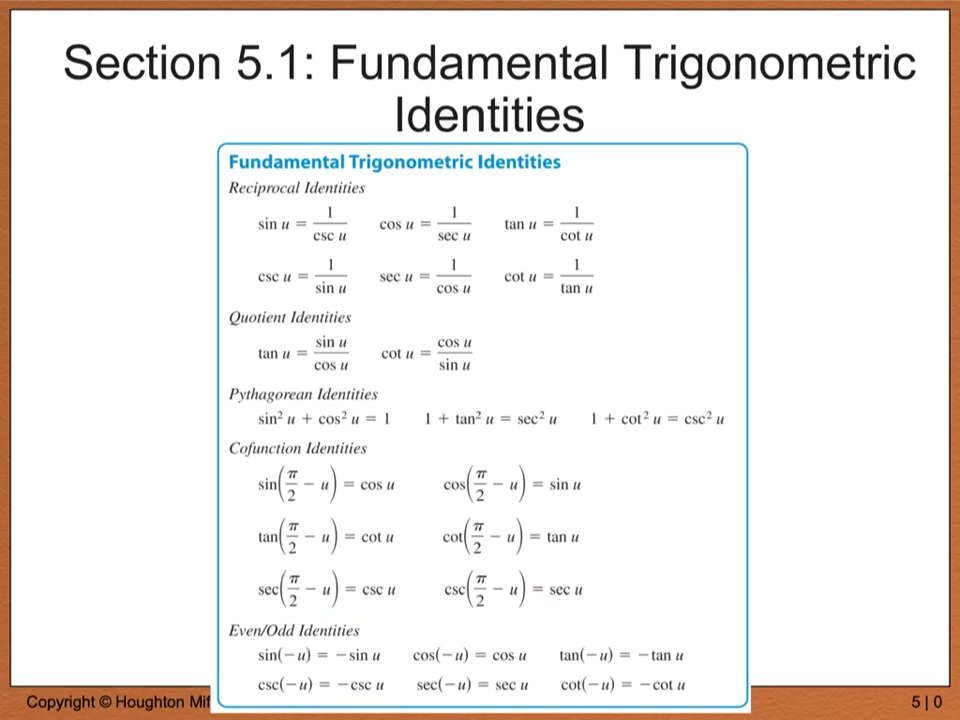 Section 5.1: Fundamental Trigonometric
Identities
Fundamental Trigonometric Identities
Reciprocal Identities
sin u = 1/csc u cos u = 1/sec u tan u = 1/cot u
csc u = 1/sin u sec u = 1/cos u cot u = 1/tan u
Quotient Identities
tan u = sin u/cos u cot u = cos u/sin u
Pythagorean Identities
sin² u + cos² u = 1 1 + tan² u = sec² u 1 + cot² u = csc² u
Cofunction Identities
sin(π/2 − u) = cos u cos(π/2 − u) = sin u
tan(π/2 − u) = cot u cot(π/2 − u) = tan u
sec(π/2 − u) = csc u csc(π/2 − u) = sec u
Even/Odd Identities
sin(−u) = −sin u cos(−u) = cos u tan(−u) = −tan u
csc(−u) = −csc u sec(−u) = sec u cot(−u) = −cot u
Copyright © Houghton Mif 5 | 0